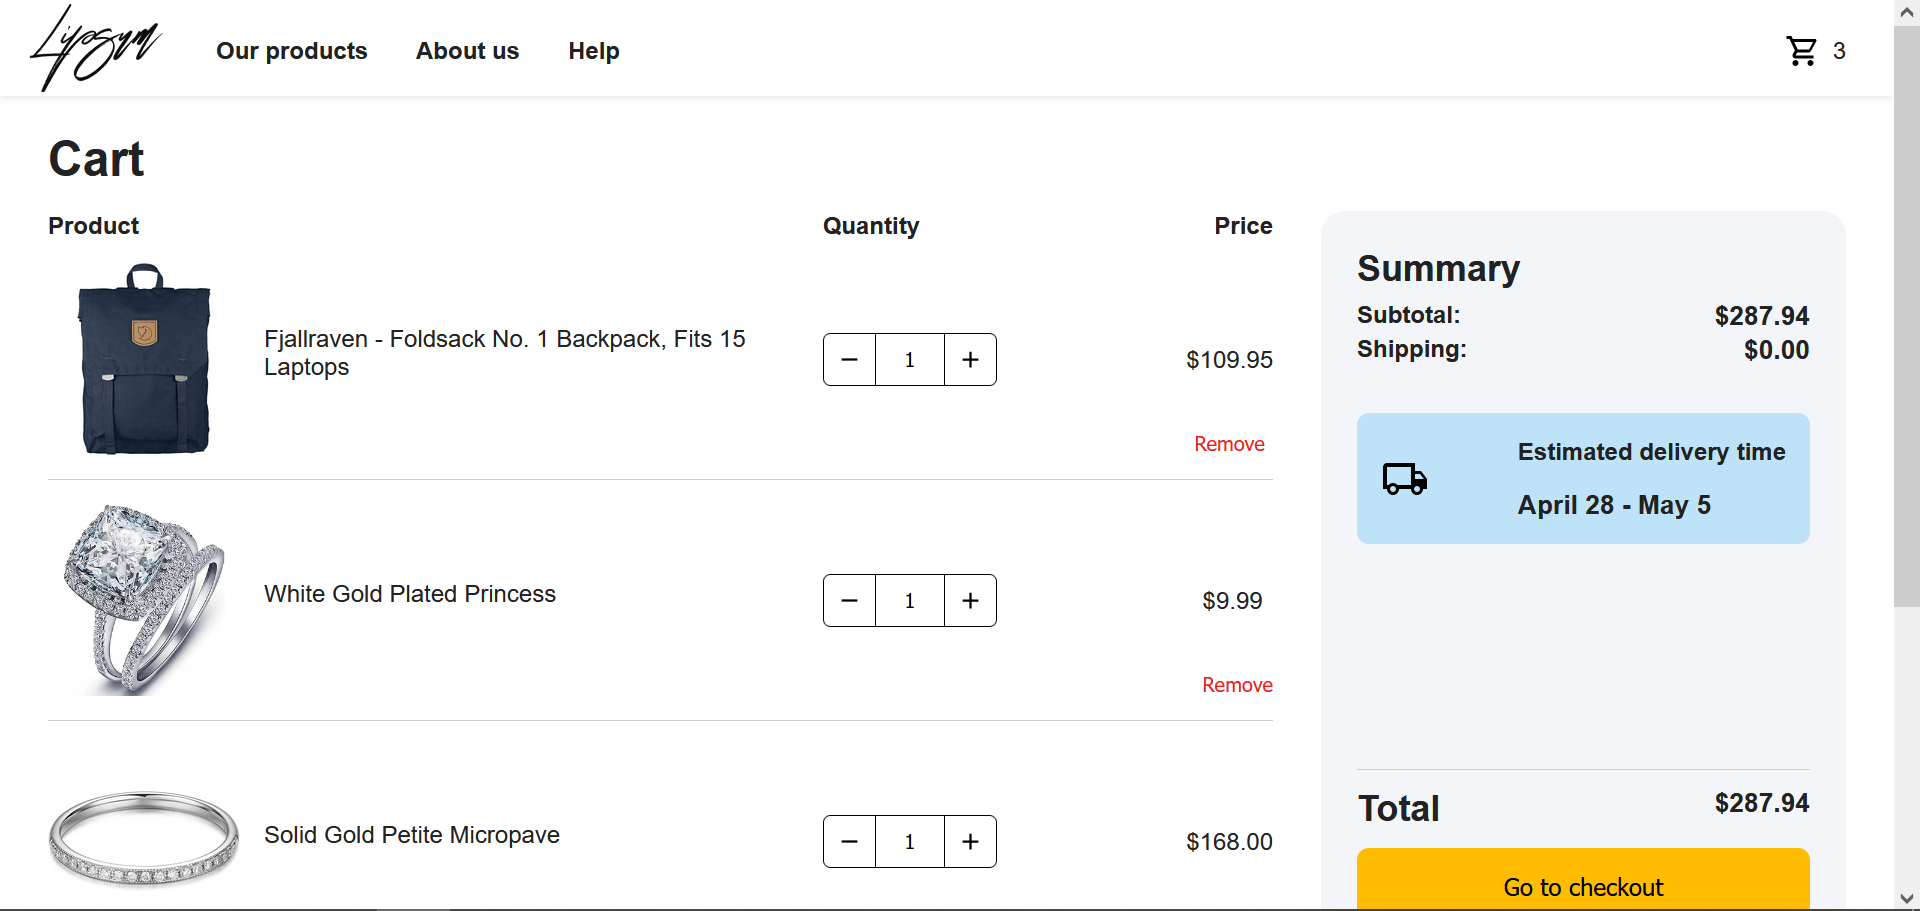 Lipsum
Our products
About us
Help
3
Cart
Product
Quantity
Price
Fjallraven - Foldsack No. 1 Backpack, Fits 15
Laptops
1
$109.95
Remove
White Gold Plated Princess
1
$9.99
Remove
Solid Gold Petite Micropave
1
$168.00
Summary
Subtotal:
$287.94
Shipping:
$0.00
Estimated delivery time
April 28 - May 5
Total
$287.94
Go to checkout